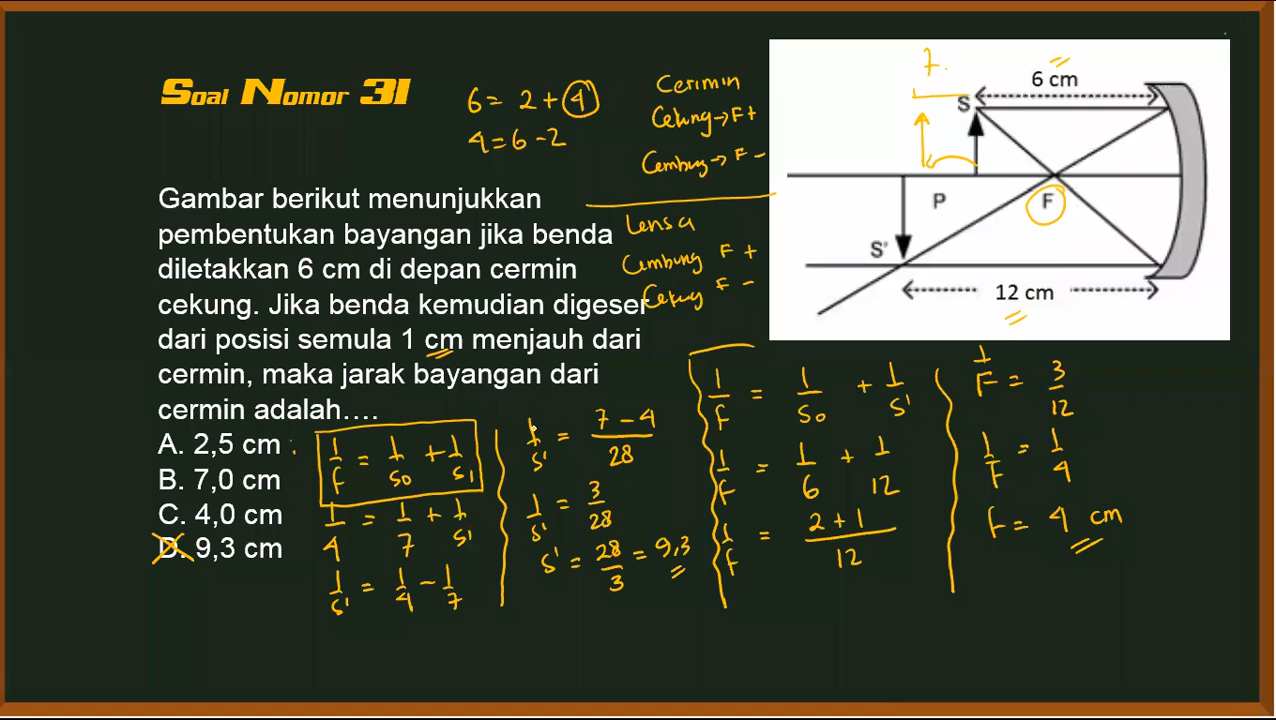 Soal Nomor 31
6 = 2 + 4
4 = 6 - 2
Cerimin
Cekung → F +
Cembung → F -
Lensa
Cembung F +
Cekung F -
7
6 cm
S
P
F
S'
12 cm
Gambar berikut menunjukkan
pembentukan bayangan jika benda
diletakkan 6 cm di depan cermin
cekung. Jika benda kemudian digeser
dari posisi semula 1 cm menjauh dari
cermin, maka jarak bayangan dari
cermin adalah....
A. 2,5 cm
B. 7,0 cm
C. 4,0 cm
D. 9,3 cm
1/F = 1/So + 1/S1
1/4 = 1/7 + 1/S1
1/S' = 1/4 - 1/7
1/S' = 7 - 4/28
1/S' = 3/28
S' = 28/3 = 9,3
1/F = 1/So + 1/S'
1/F = 1/6 + 1/12
1/F = 2 + 1/12
1/F = 3/12
1/F = 1/4
F = 4 cm